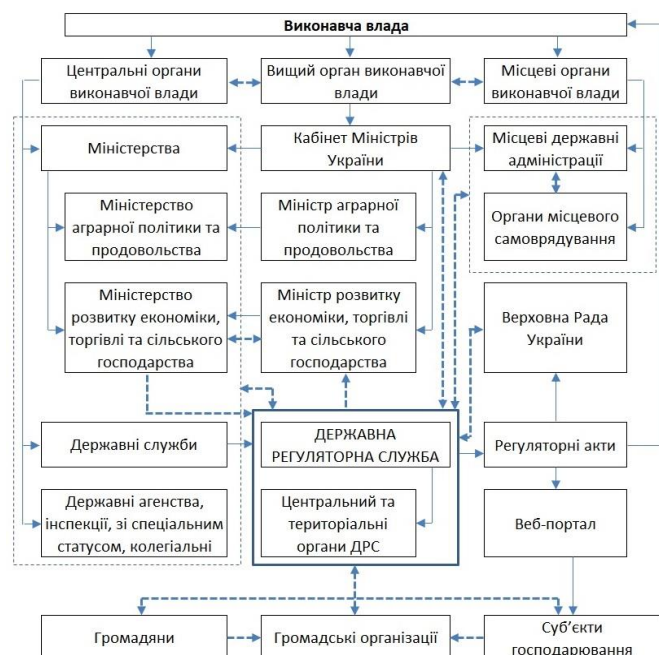 Виконавча влада
Центральні органи
виконавчої влади
Вищий орган виконавчої
влади
Місцеві органи
виконавчої влади
Міністерства
Кабінет Міністрів
України
Місцеві державні
адміністрації
Міністерство
аграрної політики та
продовольства
Міністр аграрної
політики та
продовольства
Органи місцевого
самоврядування
Міністерство
розвитку економіки,
торгівлі та сільського
господарства
Міністр розвитку
економіки, торгівлі
та сільського
господарства
Верховна Рада
України
Державні служби
ДЕРЖАВНА
РЕГУЛЯТОРНА СЛУЖБА
Регуляторні акти
Державні агенства,
інспекції, зі спеціальним
статусом, колегіальні
Центральний та
територіальні
органи ДРС
Веб-портал
Громадяни
Громадські організації
Суб’єкти
господарювання